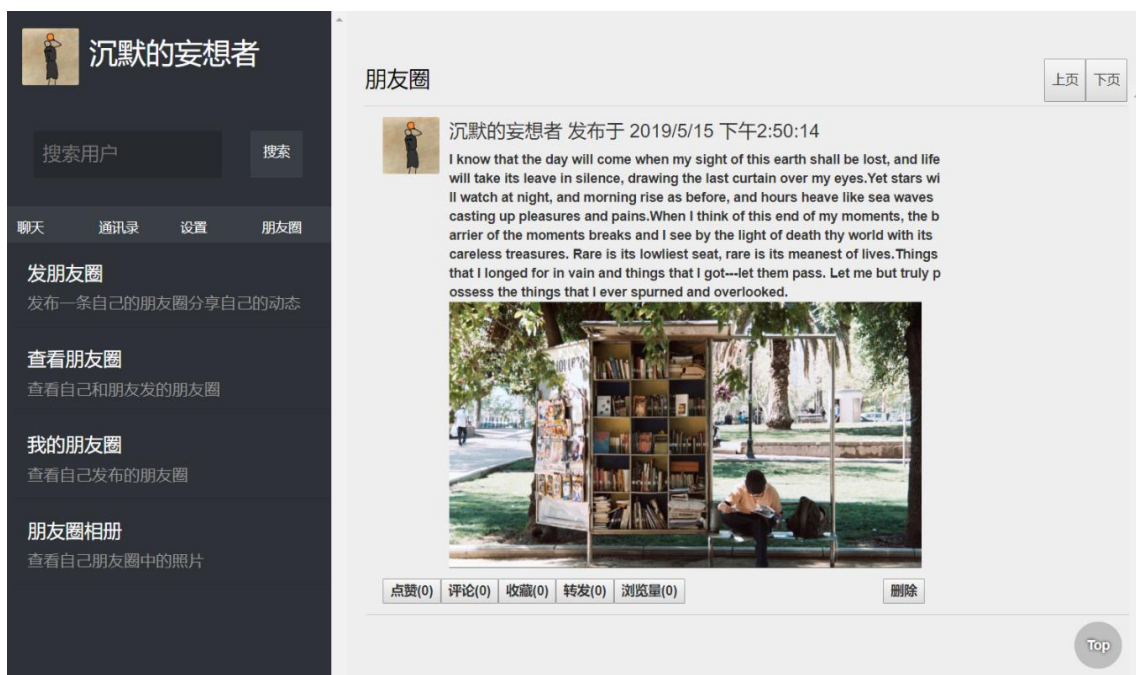 沉默的妄想者
搜索用户
搜索
聊天
通讯录
设置
朋友圈
发朋友圈
发布一条自己的朋友圈分享自己的动态
查看朋友圈
查看自己和朋友发的朋友圈
我的朋友圈
查看自己发布的朋友圈
朋友圈相册
查看自己朋友圈中的照片
朋友圈
上页
下页
沉默的妄想者 发布于 2019/5/15 下午2:50:14
I know that the day will come when my sight of this earth shall be lost, and life
will take its leave in silence, drawing the last curtain over my eyes.Yet stars wi
ll watch at night, and morning rise as before, and hours heave like sea waves
casting up pleasures and pains.When I think of this end of my moments, the b
arrier of the moments breaks and I see by the light of death thy world with its
careless treasures. Rare is its lowliest seat, rare is its meanest of lives.Things
that I longed for in vain and things that I got---let them pass. Let me but truly p
ossess the things that I ever spurned and overlooked.
点赞(0)
评论(0)
收藏(0)
转发(0)
浏览量(0)
删除
Top